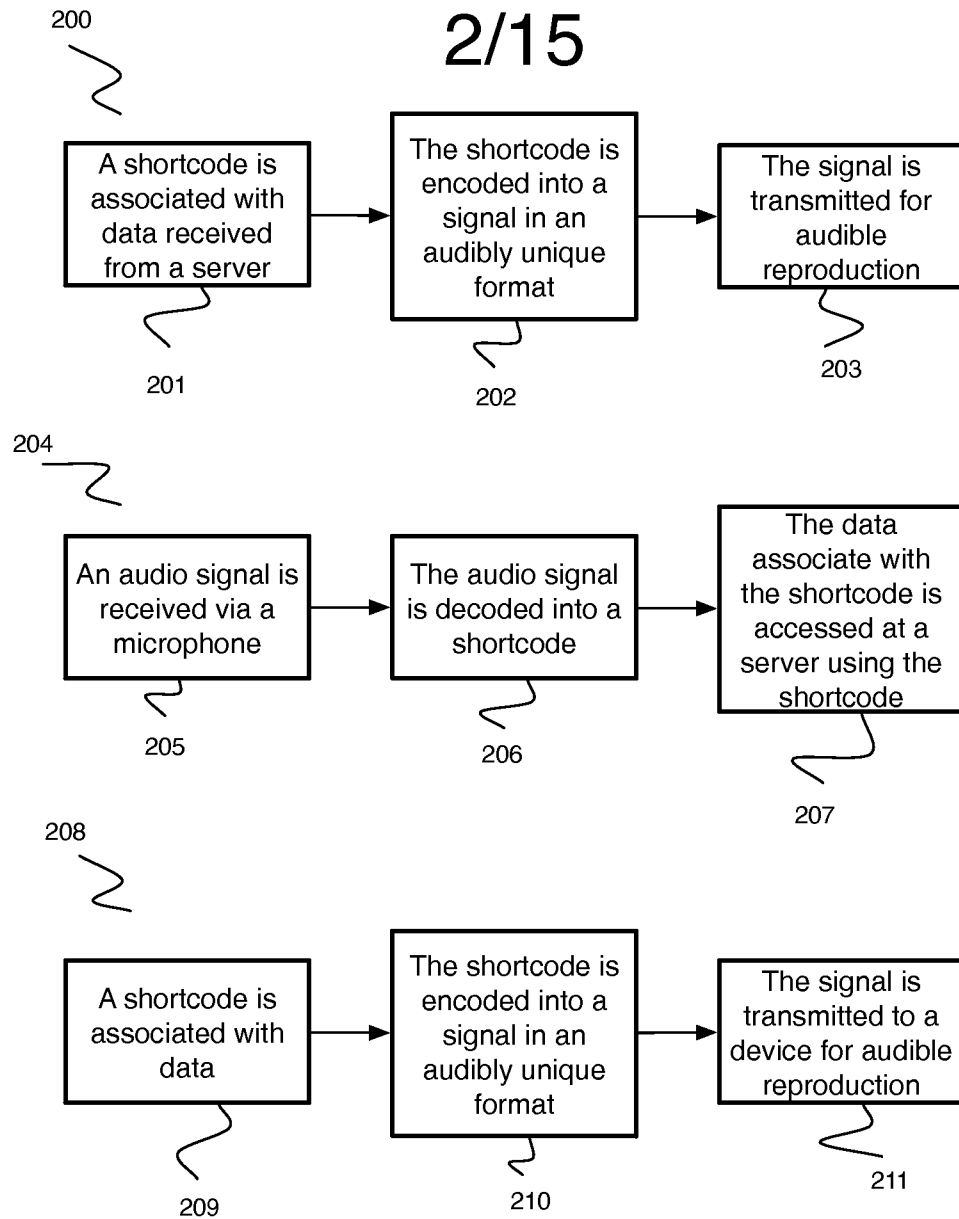 2/15
200
A shortcode is
associated with
data received
from a server
The shortcode is
encoded into a
signal in an
audibly unique
format
The signal is
transmitted for
audible
reproduction
201
202
203
204
An audio signal is
received via a
microphone
The audio signal
is decoded into a
shortcode
The data
associate with
the shortcode is
accessed at a
server using the
shortcode
205
206
207
208
A shortcode is
associated with
data
The shortcode is
encoded into a
signal in an
audibly unique
format
The signal is
transmitted to a
device for audible
reproduction
209
210
211